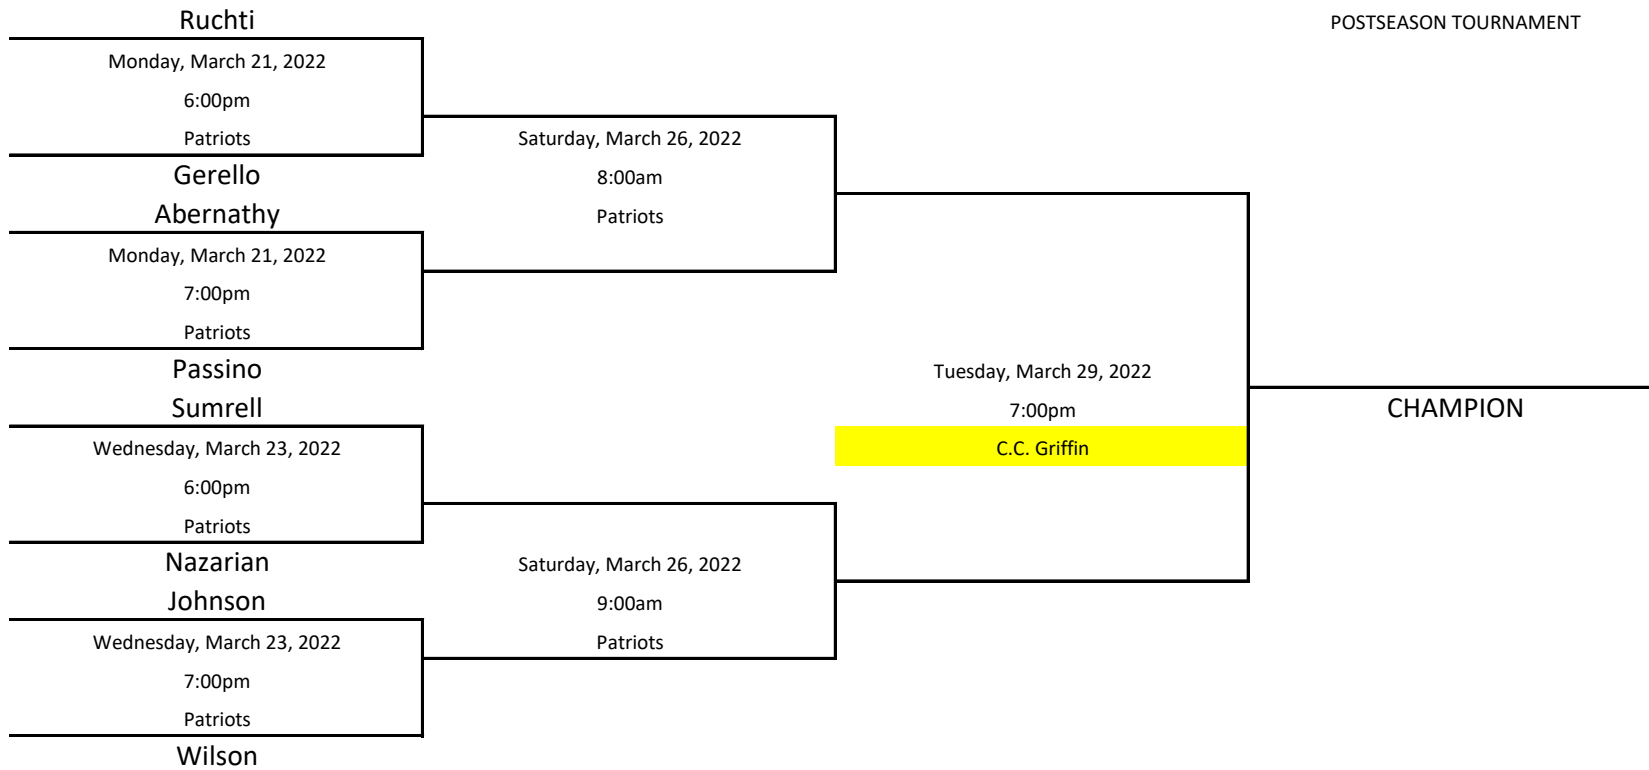 Ruchti
POSTSEASON TOURNAMENT
Monday, March 21, 2022
6:00pm
Patriots
Gerello
Abernathy
Monday, March 21, 2022
7:00pm
Patriots
Passino
Sumrell
Wednesday, March 23, 2022
6:00pm
Patriots
Nazarian
Johnson
Wednesday, March 23, 2022
7:00pm
Patriots
Wilson
Saturday, March 26, 2022
8:00am
Patriots
Saturday, March 26, 2022
9:00am
Patriots
Tuesday, March 29, 2022
7:00pm
C.C. Griffin
CHAMPION